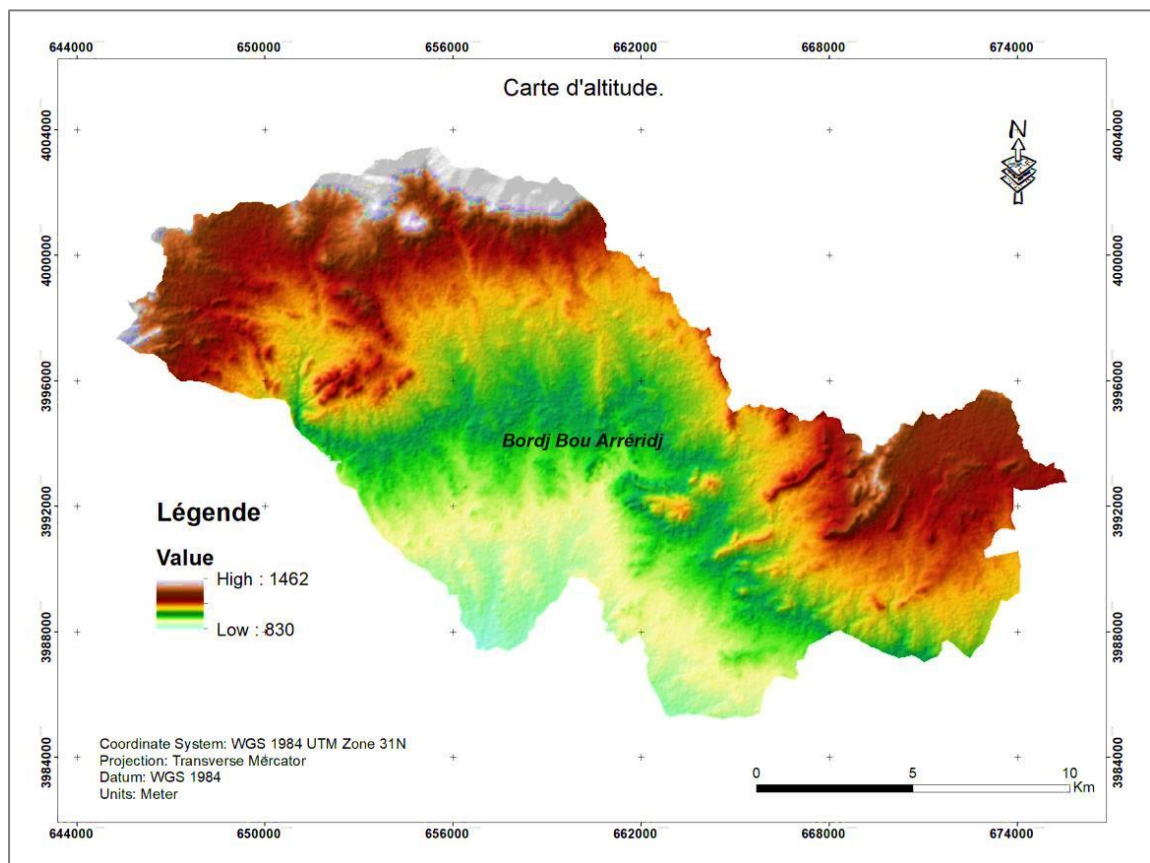 644000 650000 656000 662000 668000 674000
Carte d'altitude.
N
4004000 4004000
4000000 4000000
3996000 3996000
Bordj Bou Arréridj
3992000 3992000
Légende
Value
High : 1462
Low : 830
3988000 3988000
Coordinate System: WGS 1984 UTM Zone 31N
Projection: Transverse Mercator
Datum: WGS 1984
Units: Meter
3984000 3984000
0 5 10
Km
644000 650000 656000 662000 668000 674000